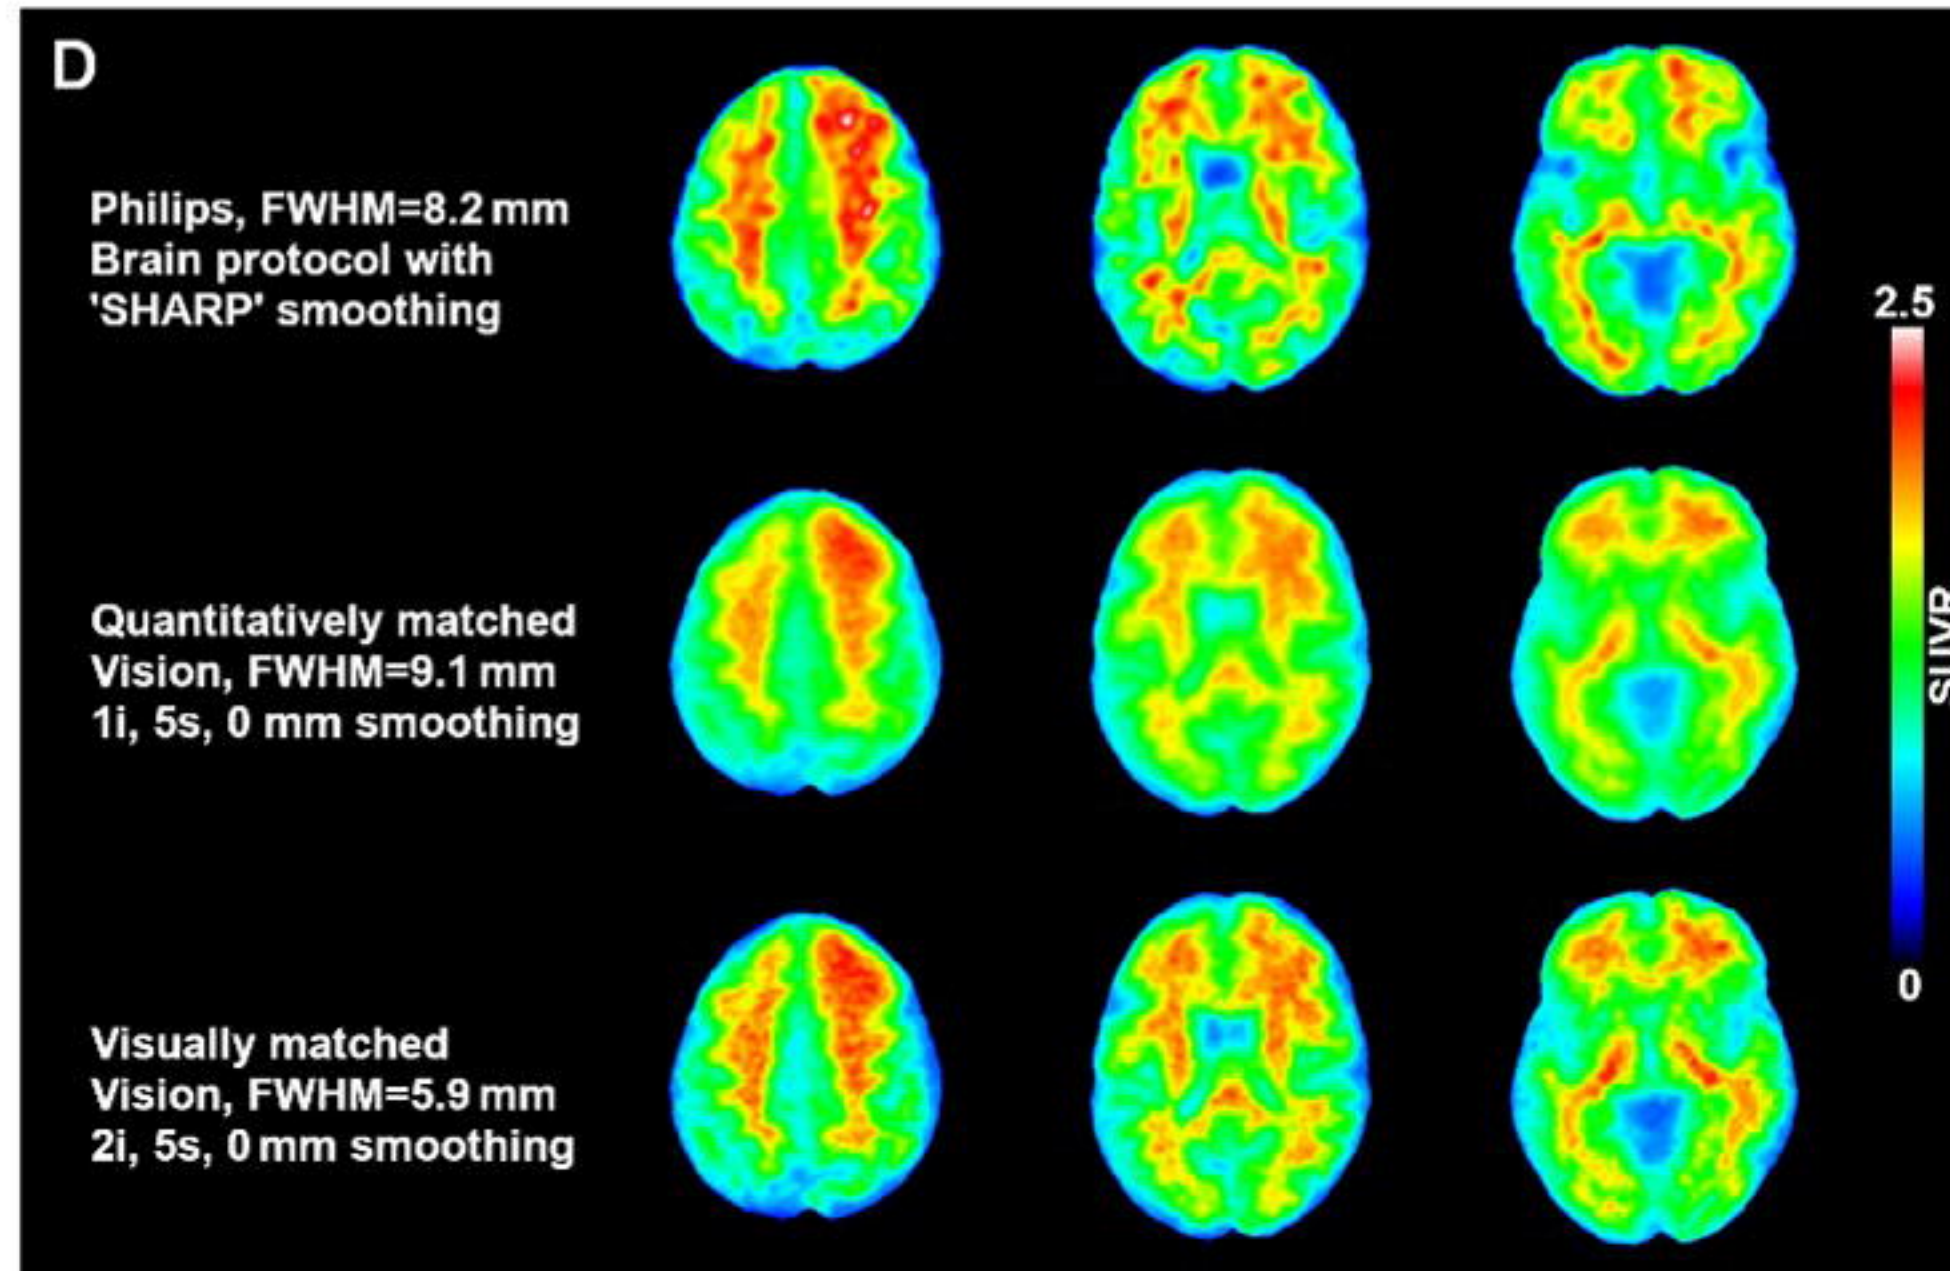 D
Philips, FWHM=8.2 mm
Brain protocol with
'SHARP' smoothing
2.5
SUVR
Quantitatively matched
Vision, FWHM=9.1 mm
1i, 5s, 0 mm smoothing
0
Visually matched
Vision, FWHM=5.9 mm
2i, 5s, 0 mm smoothing